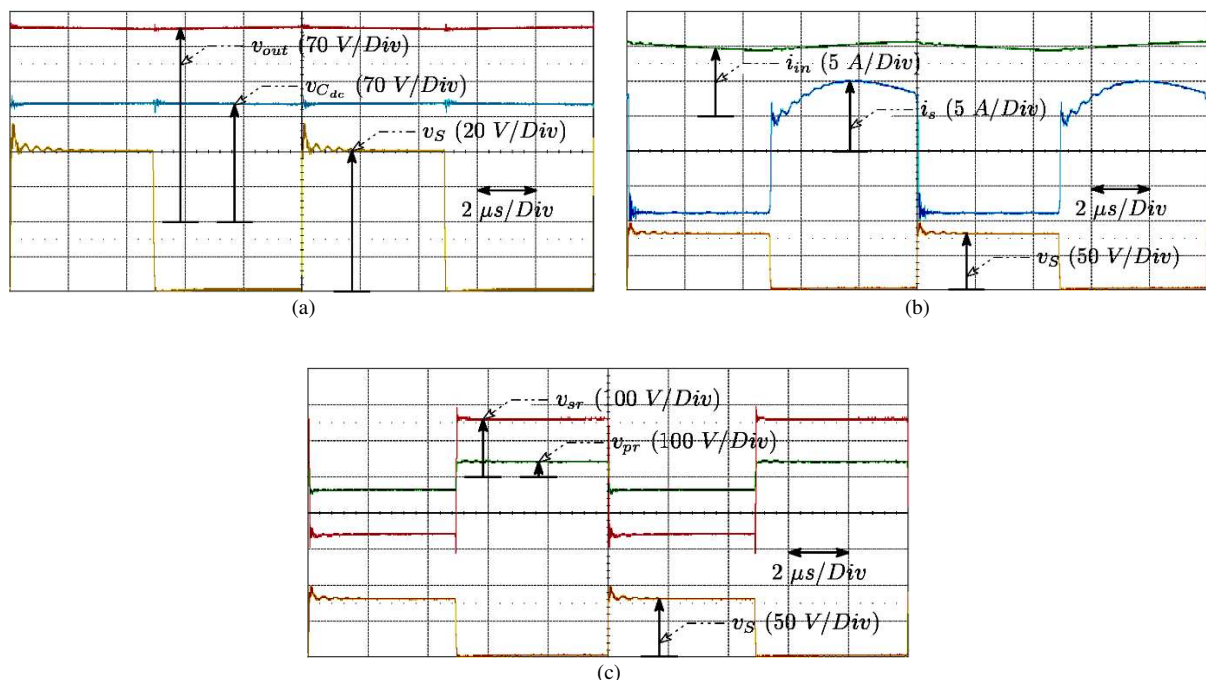 v_out (70 V/Div)
v_Cdc (70 V/Div)
v_S (20 V/Div)
2 μs/Div
(a)
i_in (5 A/Div)
i_s (5 A/Div)
2 μs/Div
v_S (50 V/Div)
(b)
v_sr (100 V/Div)
v_pr (100 V/Div)
2 μs/Div
v_S (50 V/Div)
(c)